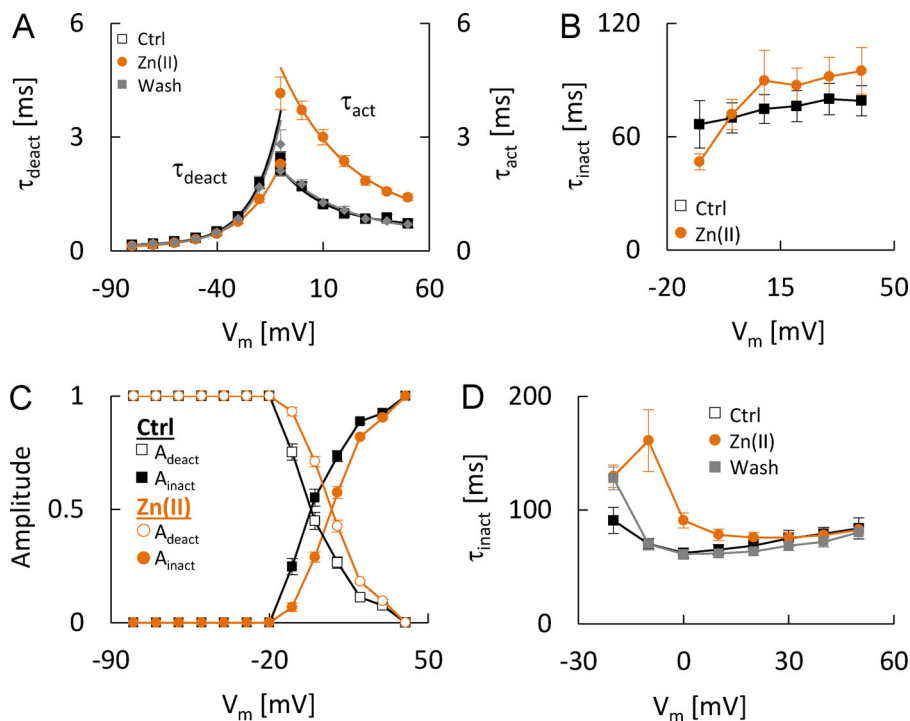 A
6
3
0
τdeact [ms]
Ctrl
Zn(II)
Wash
τdeact
τact
6
3
0
τact [ms]
-90
-40
10
60
Vm [mV]
B
120
60
0
τinact [ms]
Ctrl
Zn(II)
-20
15
50
Vm [mV]
C
1
0.5
0
Amplitude
Ctrl
Adeact
Ainact
Zn(II)
Adeact
Ainact
-90
-20
50
Vm [mV]
D
200
100
0
τinact [ms]
Ctrl
Zn(II)
Wash
-30
0
30
60
Vm [mV]